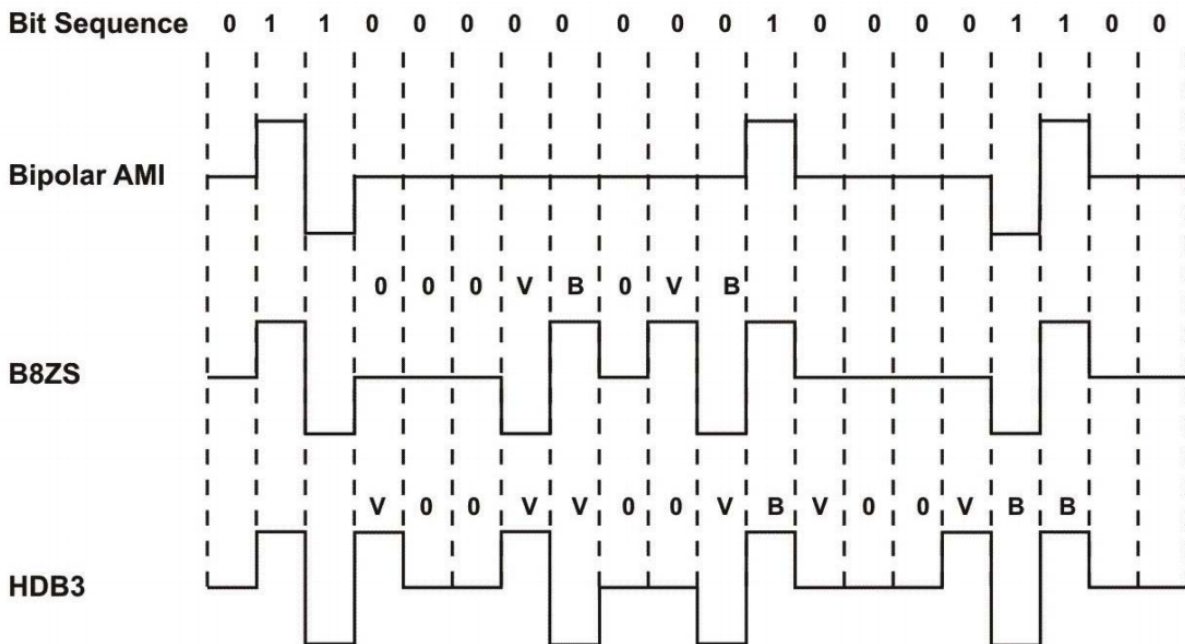 Bit Sequence 0 1 1 0 0 0 0 0 0 0 0 1 0 0 0 0 1 1 0 0
Bipolar AMI
0 0 0 V B 0 V B
B8ZS
V 0 0 V V 0 0 V B V 0 0 V B B
HDB3